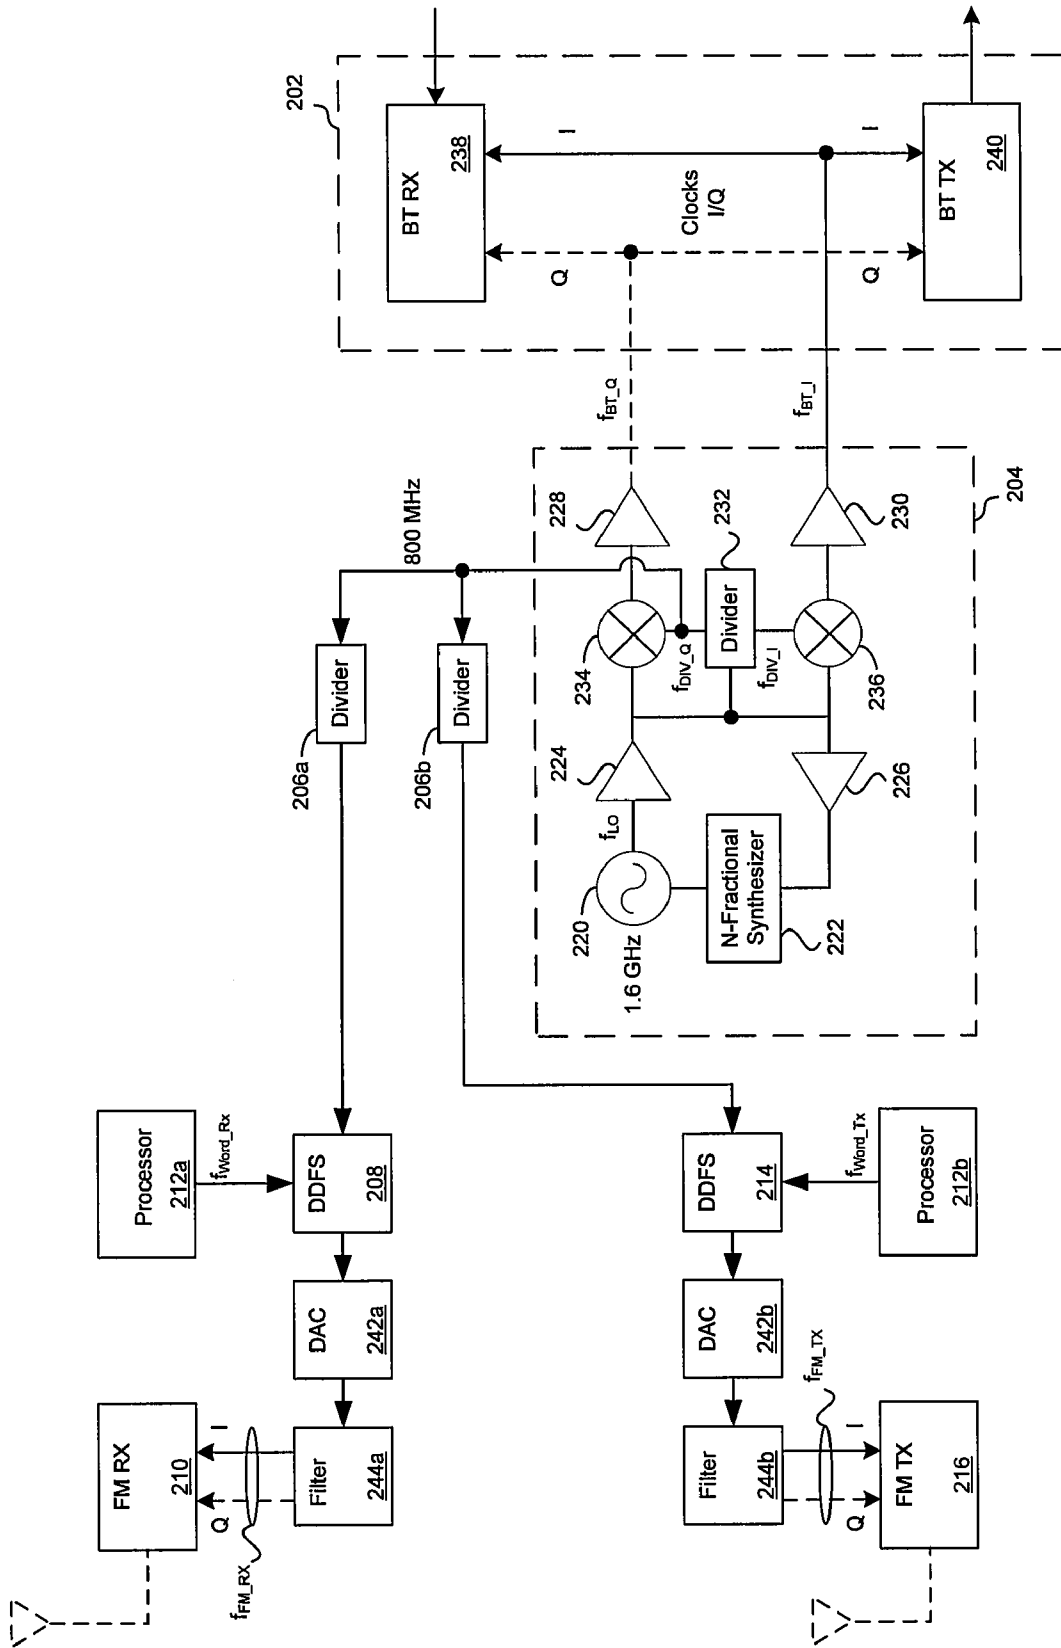 FM RX
210
Q
I
f_FM_RX
Filter
244a
DAC
242a
DDFS
208
f_Word_Rx
Processor
212a
206a
Divider
206b
Divider
800 MHz
Filter
244b
Q
I
f_FM_TX
FM TX
216
DAC
242b
DDFS
214
f_Word_Tx
Processor
212b
220
1.6 GHz
f_LO
224
N-Fractional
Synthesizer
222
226
234
f_DIV_Q
Divider
232
f_DIV_I
236
228
230
204
f_BT_Q
f_BT_I
202
BT RX
238
Q
I
Clocks
I/Q
Q
I
BT TX
240